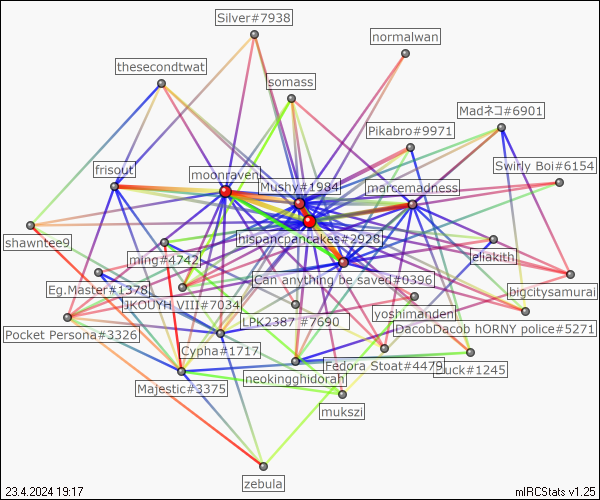 Silver#7938
normalwan
thesecondtwat
somass
Madネコ#6901
Pikabro#9971
Swirly Boi#6154
frisout
moonraven
Mushy#1984
marcemadness
shawntee9
hispancpancakes#2928
ming#4742
jeliakith
Can anything be saved#0396
Eg.Master#1378
bigcitysamurai
JKOUYH VIII#7034
yoshimanden
LPK2387 #7690
DacobDacob hORNY police#5271
Pocket Persona#3326
Cypha#1717
Fedora Stoat#4479
Duck#1245
neokingghidorah
Majestic#3375
mukszi
zebula
23.4.2024 19:17
mIRCStats v1.25